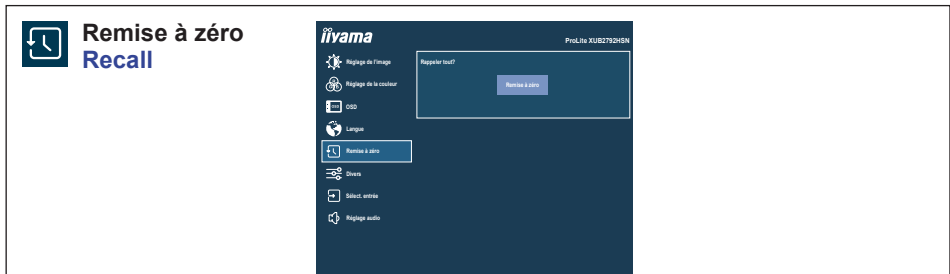 Remise à zéro
Recall
iiyama
ProLite XUB2792HSN
Réglage de l'image
Rappeler tout?
Remise à zéro
Réglage de la couleur
OSD
Langue
Remise à zéro
Divers
Sélect. entrée
Réglage audio